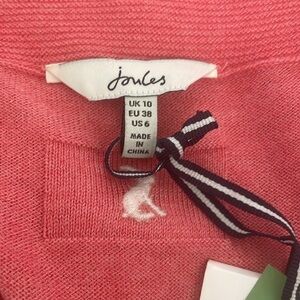 Joules
UK 10
EU 38
US 6
MADE
IN
CHINA